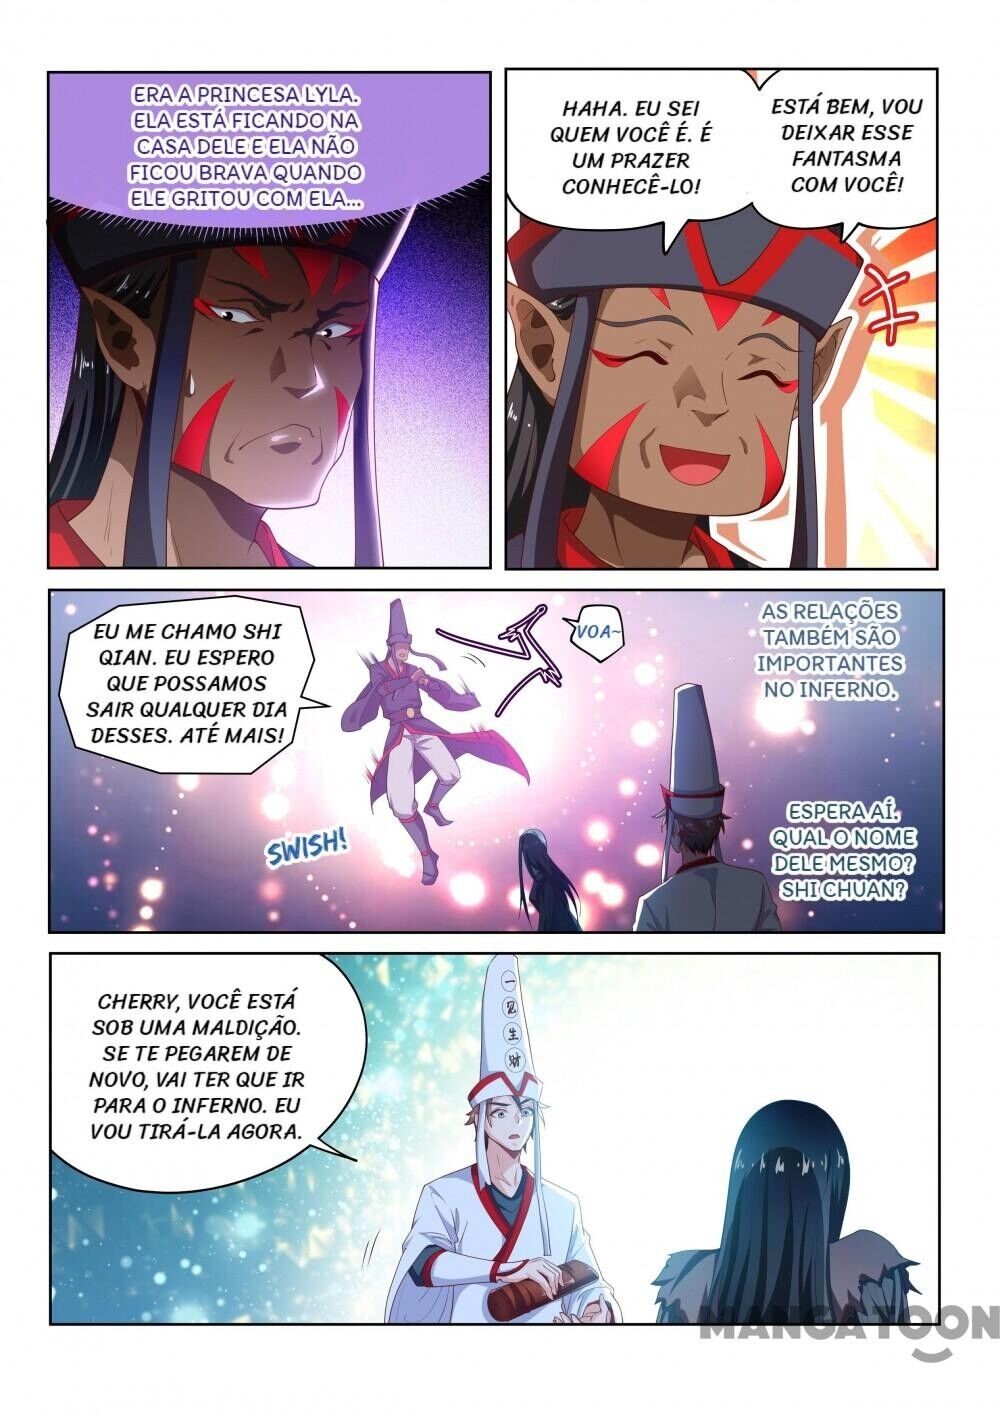 ERA A PRINCESA LYLA.
ELA ESTÁ FICANDO NA
CASA DELE E ELA NÃO
FICOU BRAVA QUANDO
ELE GRITOU COM ELA...
HAHA. EU SEI
QUEM VOCÊ É. É
UM PRAZER
CONHECÊ-LO!
ESTÁ BEM, VOU
DEIXAR ESSE
FANTASMA
COM VOCÊ!
EU ME CHAMO SHI
QIAN. EU ESPERO
QUE POSSAMOS
SAIR QUALQUER DIA
DESSES. ATÉ MAIS!
VOA~
AS RELAÇÕES
TAMBÉM SÃO
IMPORTANTES
NO INFERNO.
SWISH!
ESPERA AÍ.
QUAL O NOME
DELE MESMO?
SHI CHUAN?
CHERRY, VOCÊ ESTÁ
SOB UMA MALDIÇÃO.
SE TE PEGAREM DE
NOVO, VAI TER QUE IR
PARA O INFERNO. EU
VOU TIRÁ-LA AGORA.
一
见
生
财
MANGATOON